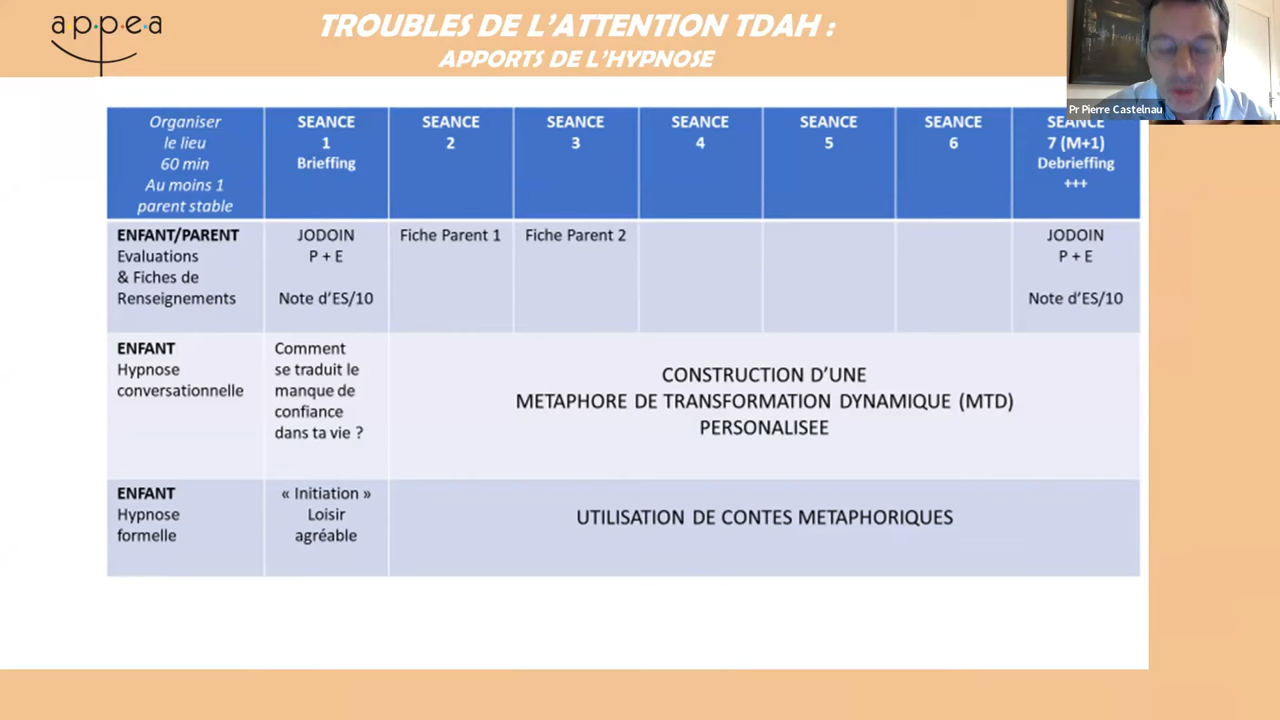 appea
TROUBLES DE L'ATTENTION TDAH :
APPORTS DE L'HYPNOSE
Pr Pierre Castelnau
Organiser
le lieu
60 min
Au moins 1
parent stable
SEANCE
1
Brieffing
SEANCE
2
SEANCE
3
SEANCE
4
SEANCE
5
SEANCE
6
SEANCE
7 (M+1)
Debrieffing
+++
ENFANT/PARENT
Evaluations
& Fiches de
Renseignements
JODOIN
P + E
Note d'ES/10
Fiche Parent 1
Fiche Parent 2
JODOIN
P + E
Note d'ES/10
ENFANT
Hypnose
conversationnelle
Comment
se traduit le
manque de
confiance
dans ta vie ?
CONSTRUCTION D'UNE
METAPHORE DE TRANSFORMATION DYNAMIQUE (MTD)
PERSONALISEE
ENFANT
Hypnose
formelle
« Initiation »
Loisir
agréable
UTILISATION DE CONTES METAPHORIQUES